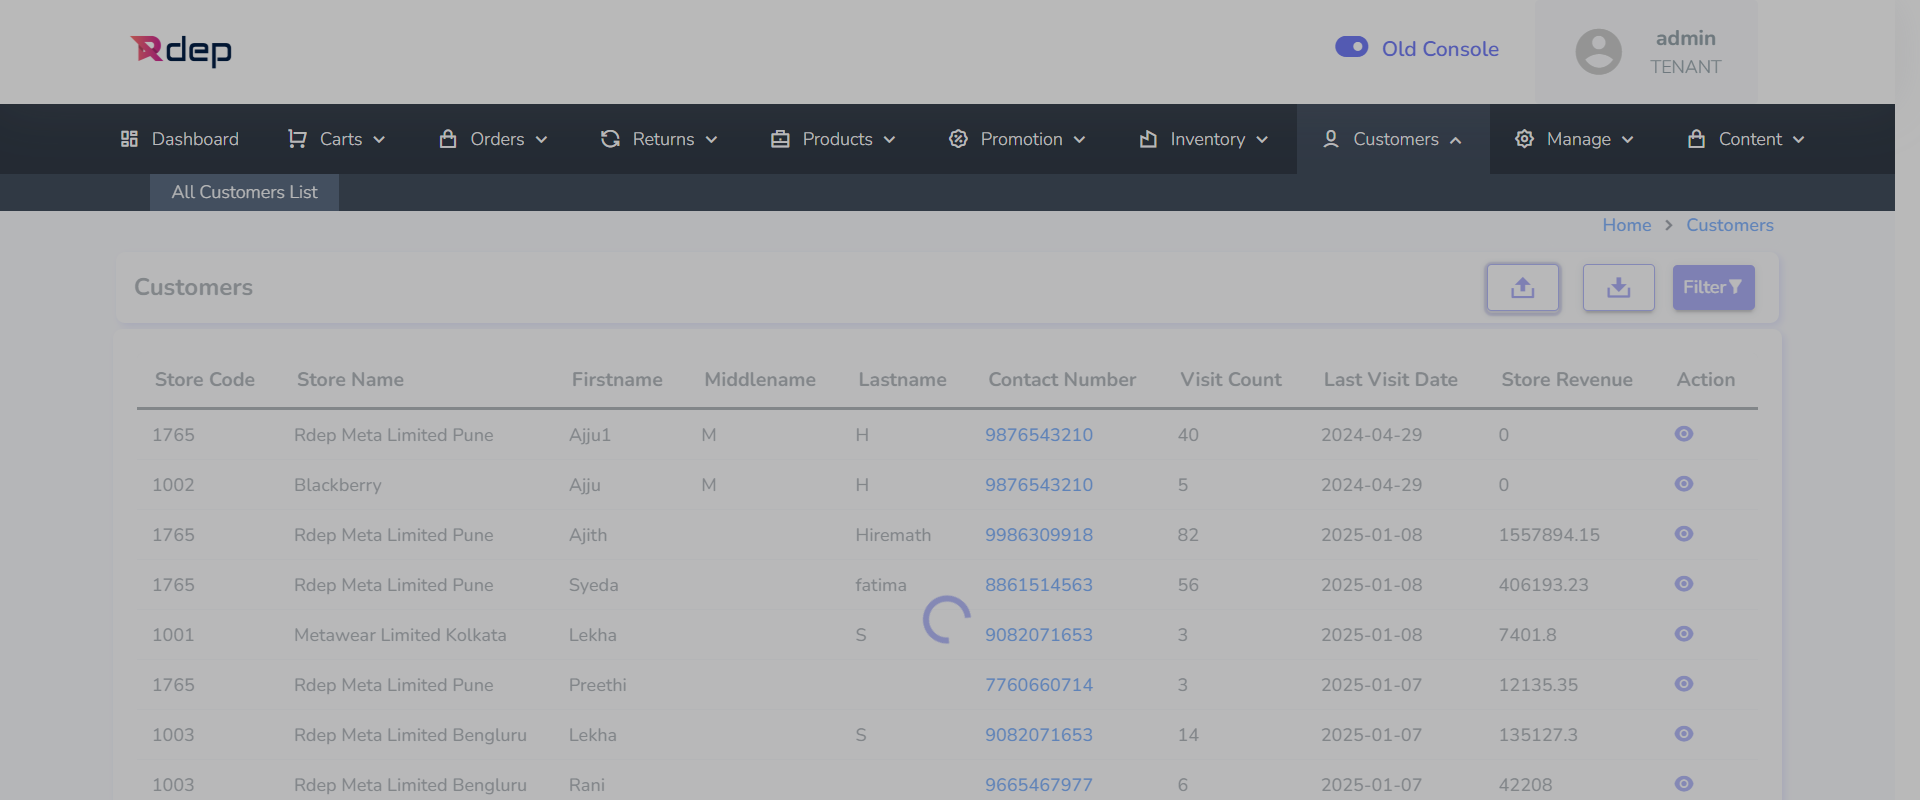 Rdep
Old Console
admin
TENANT
Dashboard Carts Orders Returns Products Promotion Inventory Customers Manage Content
All Customers List
Home > Customers
Customers
Filter
Store Code Store Name Firstname Middlename Lastname Contact Number Visit Count Last Visit Date Store Revenue Action
1765 Rdep Meta Limited Pune Ajju1 M H 9876543210 40 2024-04-29 0
1002 Blackberry Ajju M H 9876543210 5 2024-04-29 0
1765 Rdep Meta Limited Pune Ajith Hiremath 9986309918 82 2025-01-08 1557894.15
1765 Rdep Meta Limited Pune Syeda fatima 8861514563 56 2025-01-08 406193.23
1001 Metawear Limited Kolkata Lekha S 9082071653 3 2025-01-08 7401.8
1765 Rdep Meta Limited Pune Preethi 7760660714 3 2025-01-07 12135.35
1003 Rdep Meta Limited Bengluru Lekha S 9082071653 14 2025-01-07 135127.3
1003 Rdep Meta Limited Bengluru Rani 9665467977 6 2025-01-07 42208